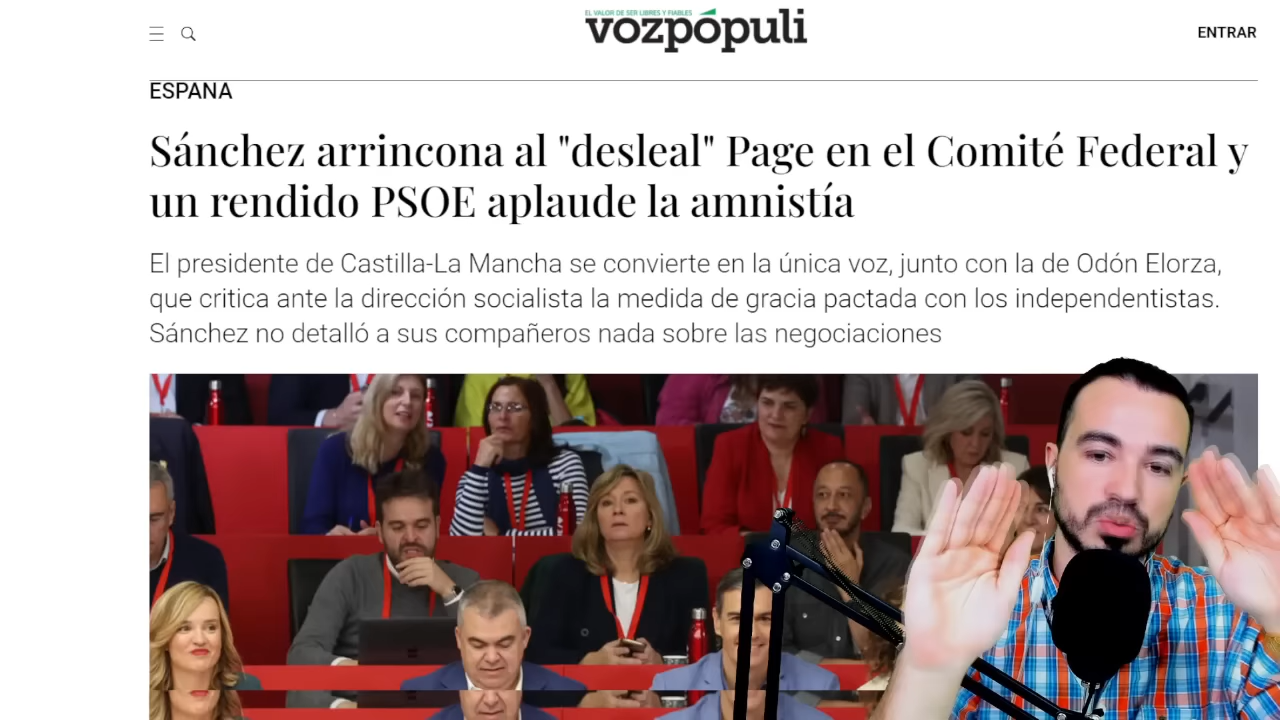 EL VALOR DE SER LIBRES Y FIABLES
vozpópuli
ENTRAR
ESPANA
Sánchez arrincona al "desleal" Page en el Comité Federal y
un rendido PSOE aplaude la amnistía
El presidente de Castilla-La Mancha se convierte en la única voz, junto con la de Odón Elorza,
que critica ante la dirección socialista la medida de gracia pactada con los independentistas.
Sánchez no detalló a sus compañeros nada sobre las negociaciones